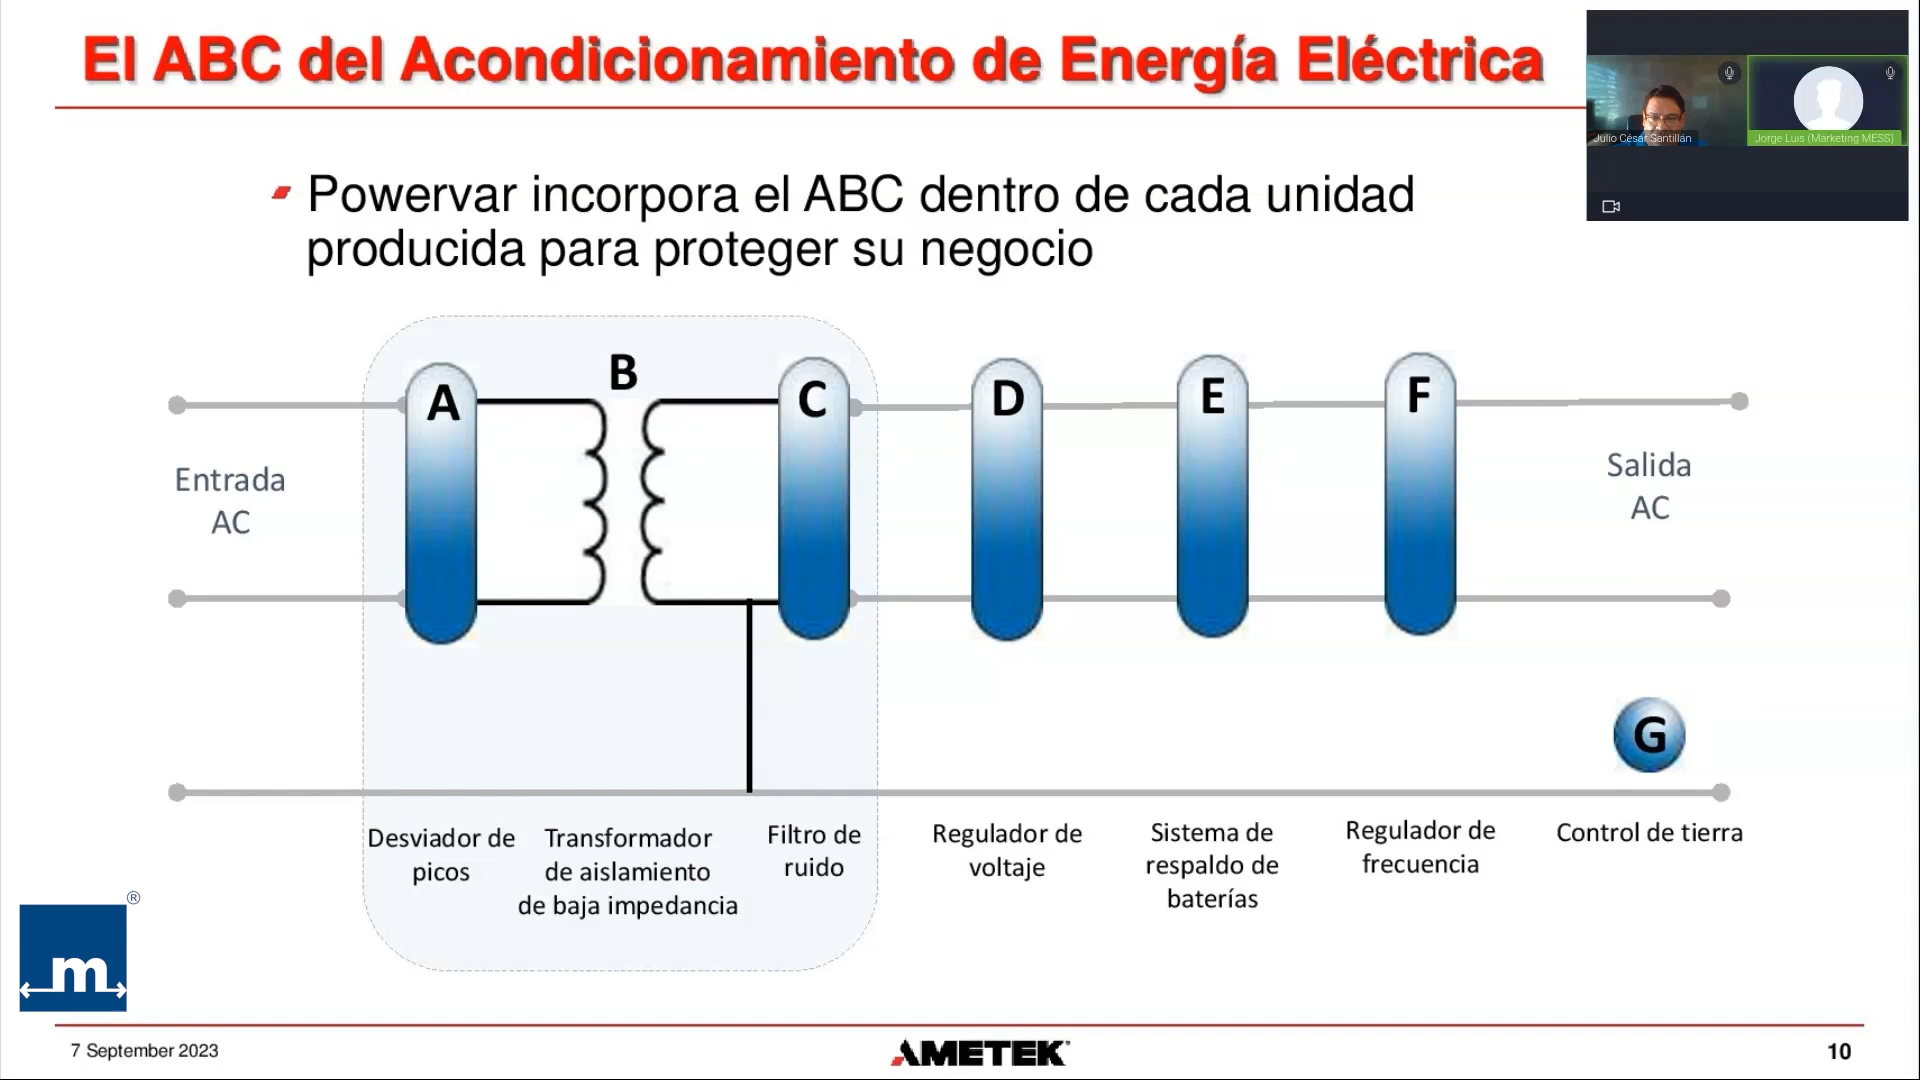 El ABC del Acondicionamiento de Energía Eléctrica
Julio César Santillán
Jorge Luis (Marketing MESS)
Powervar incorpora el ABC dentro de cada unidad
producida para proteger su negocio
A
B
C
D
E
F
Entrada
AC
Salida
AC
G
Desviador de
picos
Transformador
de aislamiento
de baja impedancia
Filtro de
ruido
Regulador de
voltaje
Sistema de
respaldo de
baterías
Regulador de
frecuencia
Control de tierra
®
m
7 September 2023
AMETEK
10